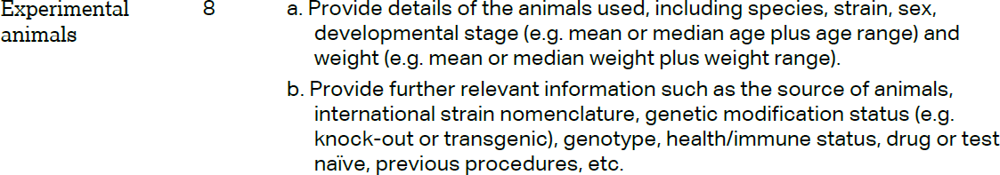 Experimental 8 a. Provide details of the animals used, including species, strain, sex,
animals developmental stage (e.g. mean or median age plus age range) and
weight (e.g. mean or median weight plus weight range).
b. Provide further relevant information such as the source of animals,
international strain nomenclature, genetic modification status (e.g.
knock-out or transgenic), genotype, health/immune status, drug or test
naïve, previous procedures, etc.